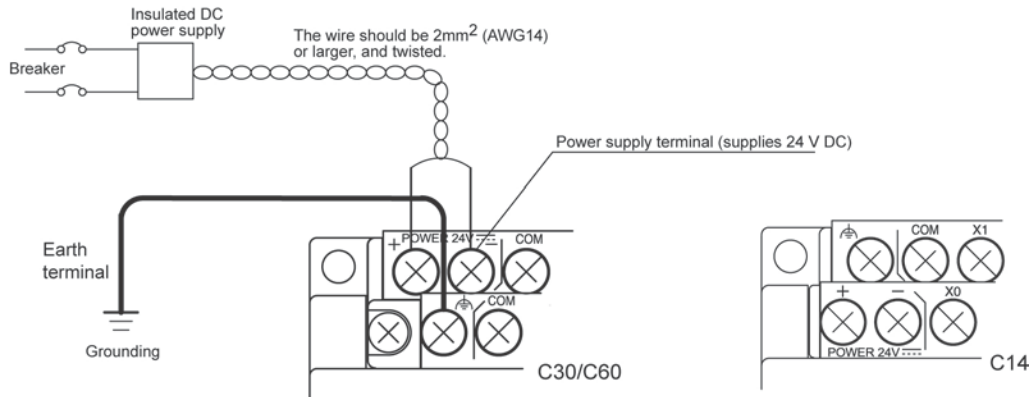 Insulated DC
power supply
Breaker
The wire should be 2mm² (AWG14)
or larger, and twisted.
Power supply terminal (supplies 24 V DC)
Earth
terminal
Grounding
+ POWER 24V COM
COM
C30/C60
COM X1
+ − X0
POWER 24V
C14